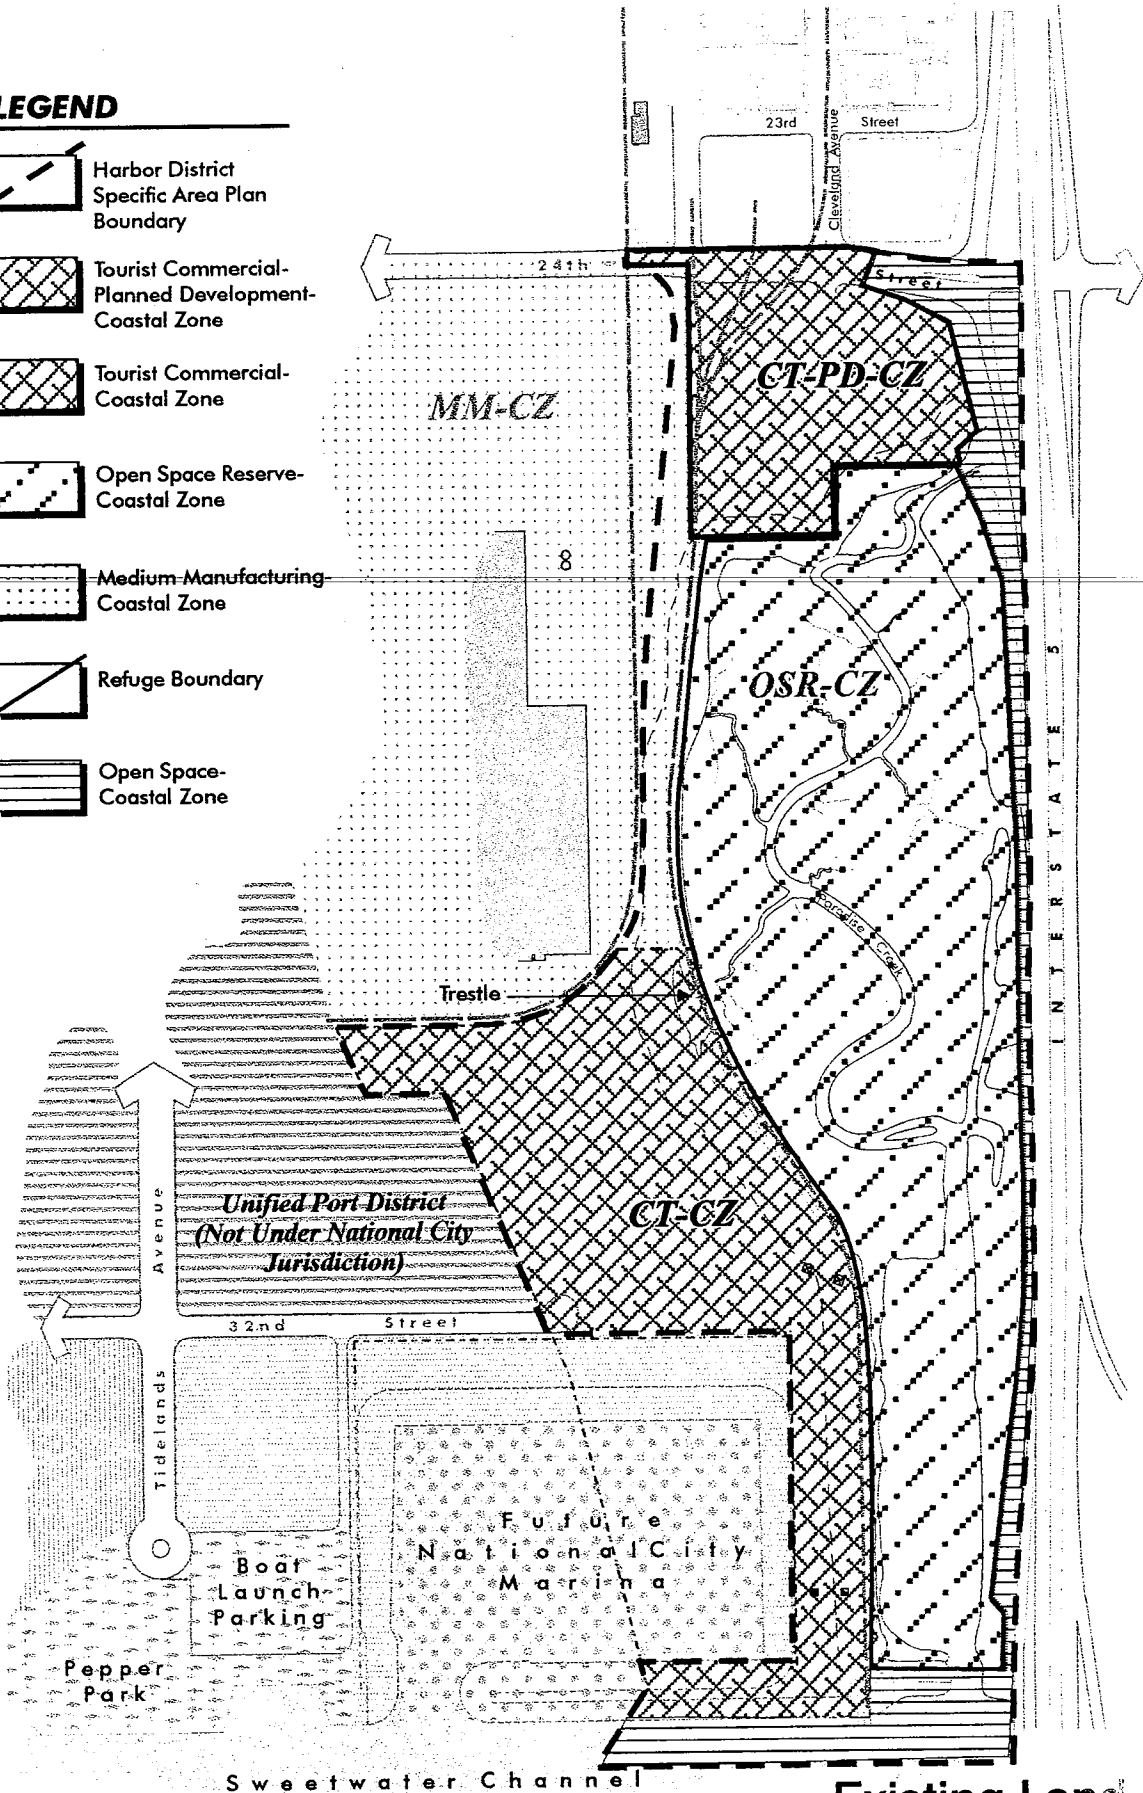 LEGEND
Harbor District
Specific Area Plan
Boundary
Tourist Commercial-
Planned Development-
Coastal Zone
Tourist Commercial-
Coastal Zone
Open Space Reserve-
Coastal Zone
Medium Manufacturing-
Coastal Zone
Refuge Boundary
Open Space-
Coastal Zone
23rd Street
Cleveland Avenue
24th Street
CT-PD-CZ
MM-CZ
8
OSR-CZ
INTERSTATE 5
Paradise Creek
Trestle
CT-CZ
Unified Port District
(Not Under National City
Jurisdiction)
32nd Street
Tidelands Avenue
Future
National City
Marina
Boat
Launch
Parking
Pepper
Park
Sweetwater Channel
Existing Land